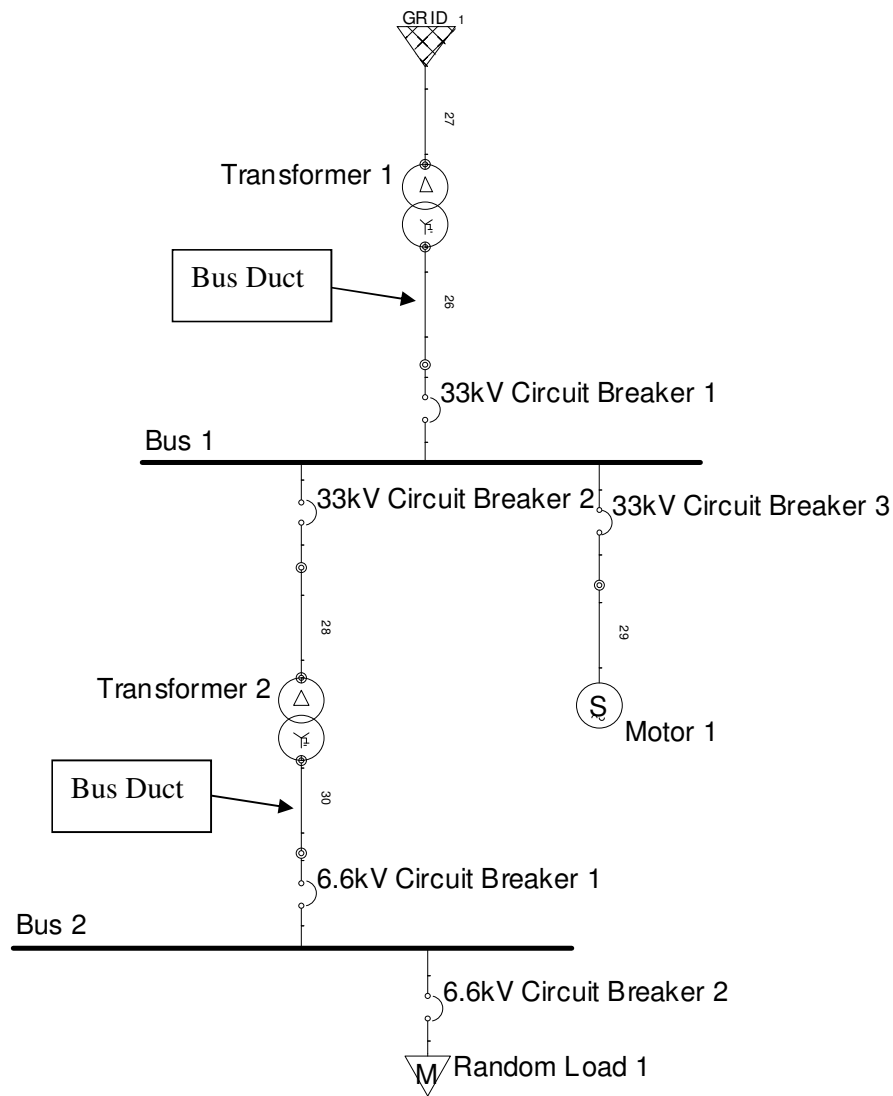 GRID 1
27
Transformer 1
Bus Duct
26
33kV Circuit Breaker 1
Bus 1
33kV Circuit Breaker 2
33kV Circuit Breaker 3
28
29
Transformer 2
S
Motor 1
Bus Duct
30
6.6kV Circuit Breaker 1
Bus 2
6.6kV Circuit Breaker 2
M Random Load 1